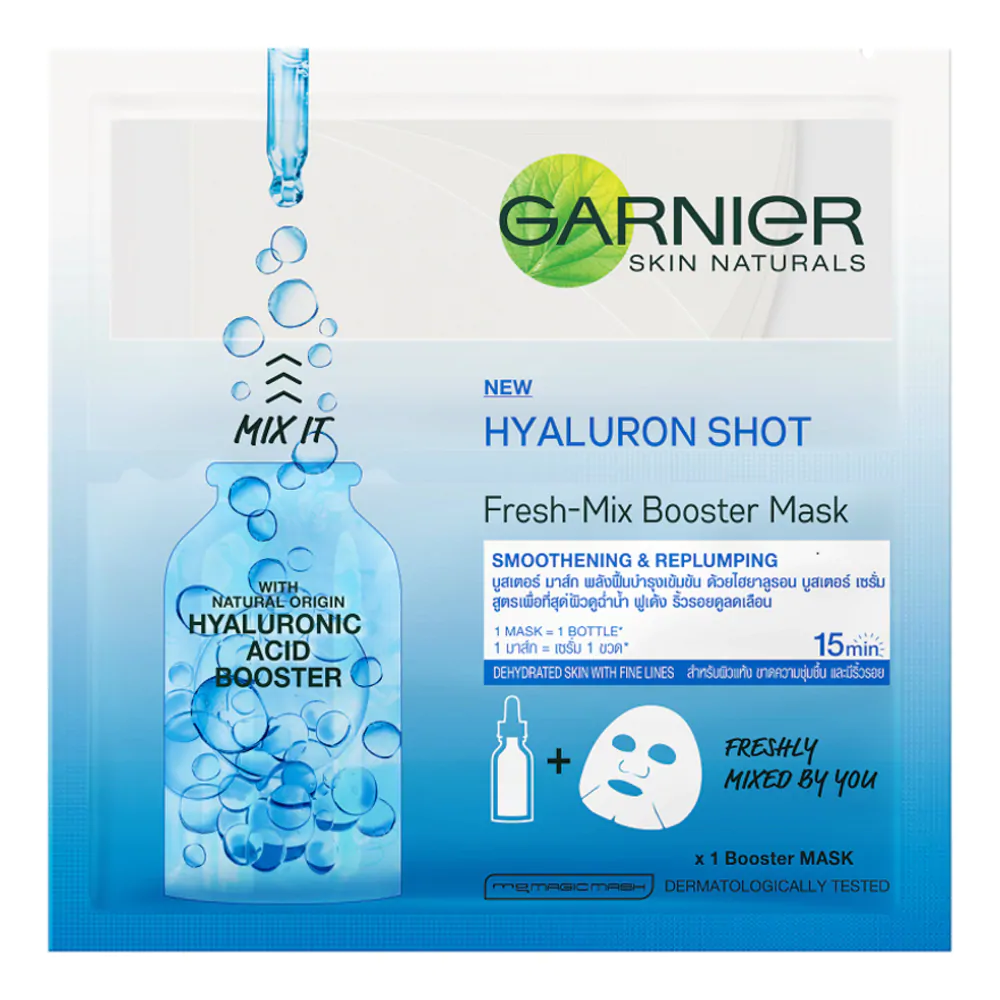 GARNIER
SKIN NATURALS
NEW
HYALURON SHOT
Fresh-Mix Booster Mask
SMOOTHENING & REPLUMPING
บูสเตอร์ มาส์ก พลังฟื้นบำรุงเข้มข้น ด้วยไฮยาลูรอน บูสเตอร์ เซรั่ม
สูตรเพื่อที่สุดผิวดูฉ่ำน้ำ ฟูเด้ง ริ้วรอยดูลดเลือน
1 MASK = 1 BOTTLE*
1 มาส์ก = เซรั่ม 1 ขวด*
15min
DEHYDRATED SKIN WITH FINE LINES สำหรับผิวแห้ง ขาดความชุ่มชื้น และมีริ้วรอย
MIX IT
WITH
NATURAL ORIGIN
HYALURONIC
ACID
BOOSTER
+
FRESHLY
MIXED BY YOU
x 1 Booster MASK
MAGIC MASK
DERMATOLOGICALLY TESTED